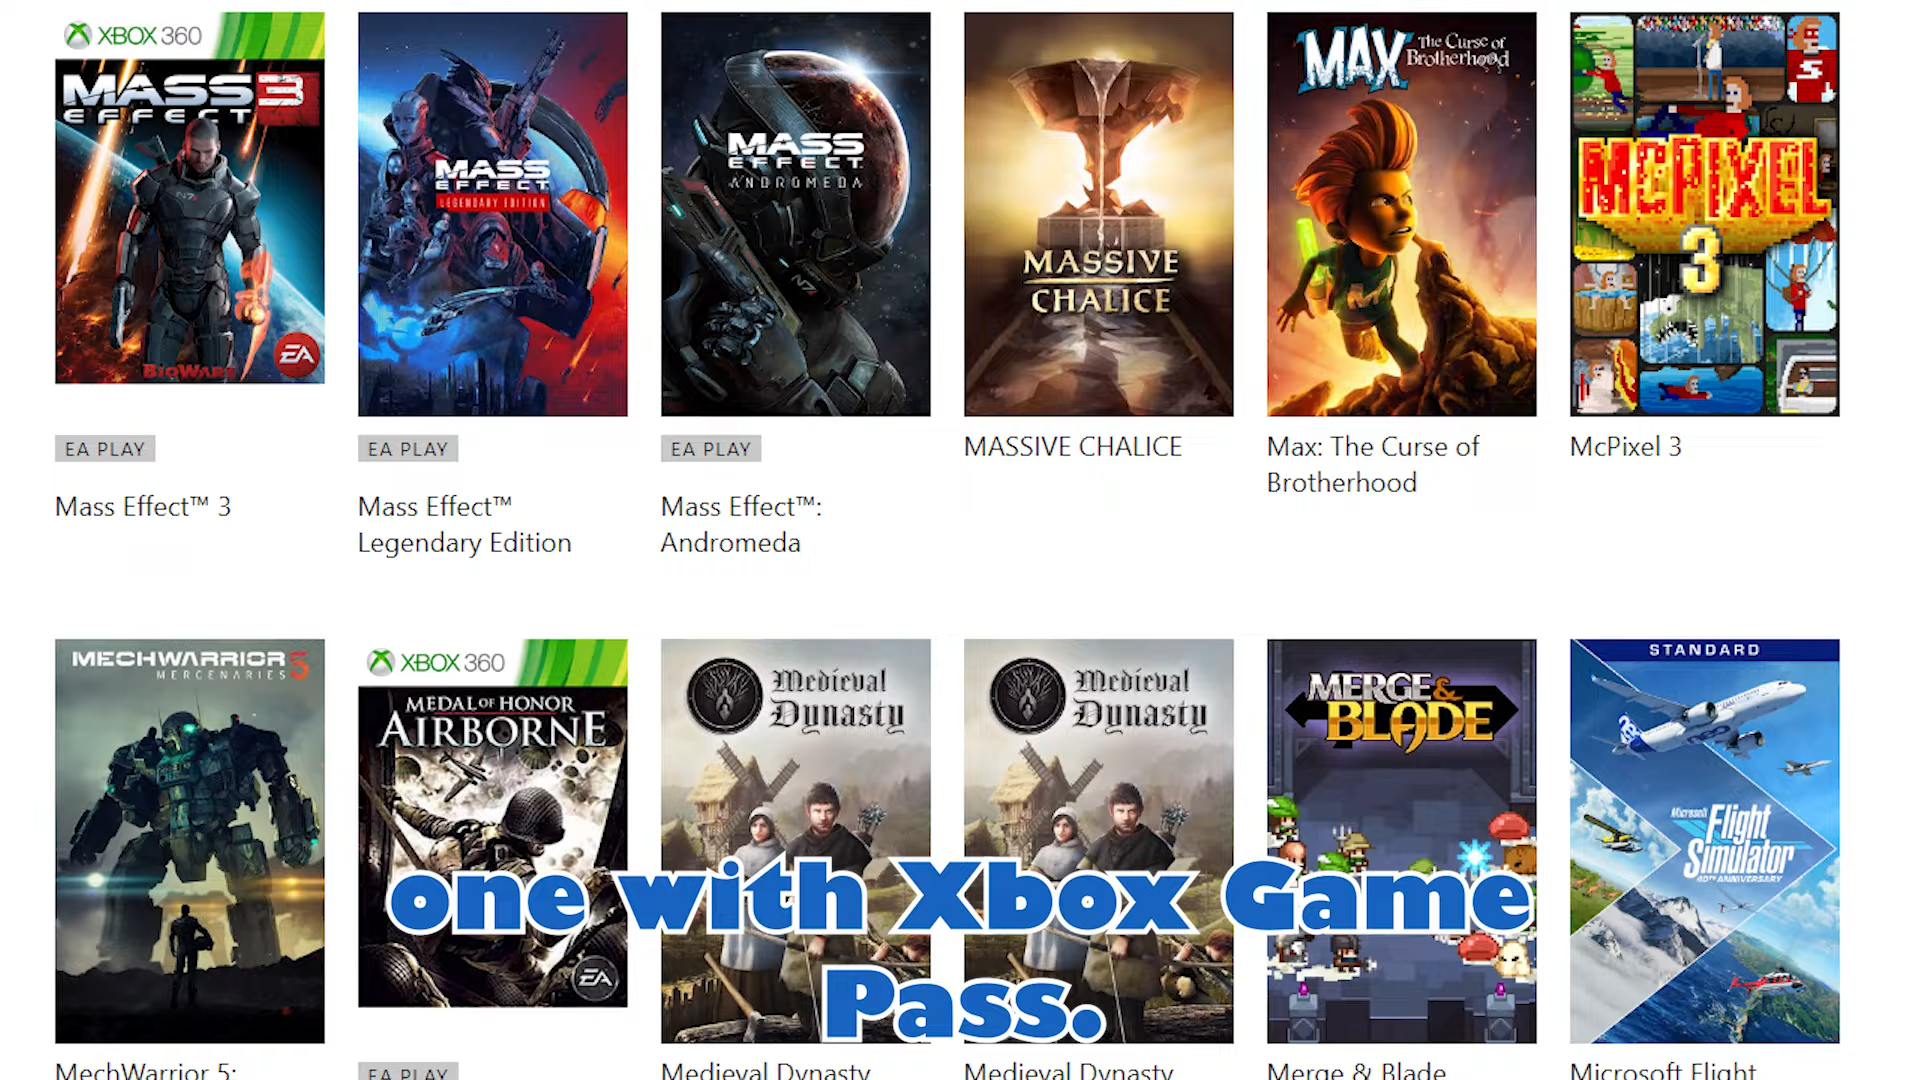 XBOX 360
MASS 3
EFFECT
N7
BIOWARE
EA
MASS
EFFECT
LEGENDARY EDITION
MASS
EFFECT
ANDROMEDA
N7
MASSIVE
CHALICE
MAX
The Curse of
Brotherhood
MCPIXEL
3
EA PLAY
EA PLAY
EA PLAY
MASSIVE CHALICE
Max: The Curse of
Brotherhood
McPixel 3
Mass Effect™ 3
Mass Effect™
Legendary Edition
Mass Effect™:
Andromeda
MECHWARRIOR 5
MERCENARIES
XBOX 360
MEDAL OF HONOR
AIRBORNE
EA
Medieval
Dynasty
Medieval
Dynasty
MERGE &
BLADE
STANDARD
Microsoft
Flight
Simulator
40TH ANNIVERSARY
one with Xbox Game
Pass.
MechWarrior 5:
EA PLAY
Medieval Dynasty
Medieval Dynasty
Merge & Blade
Microsoft Flight